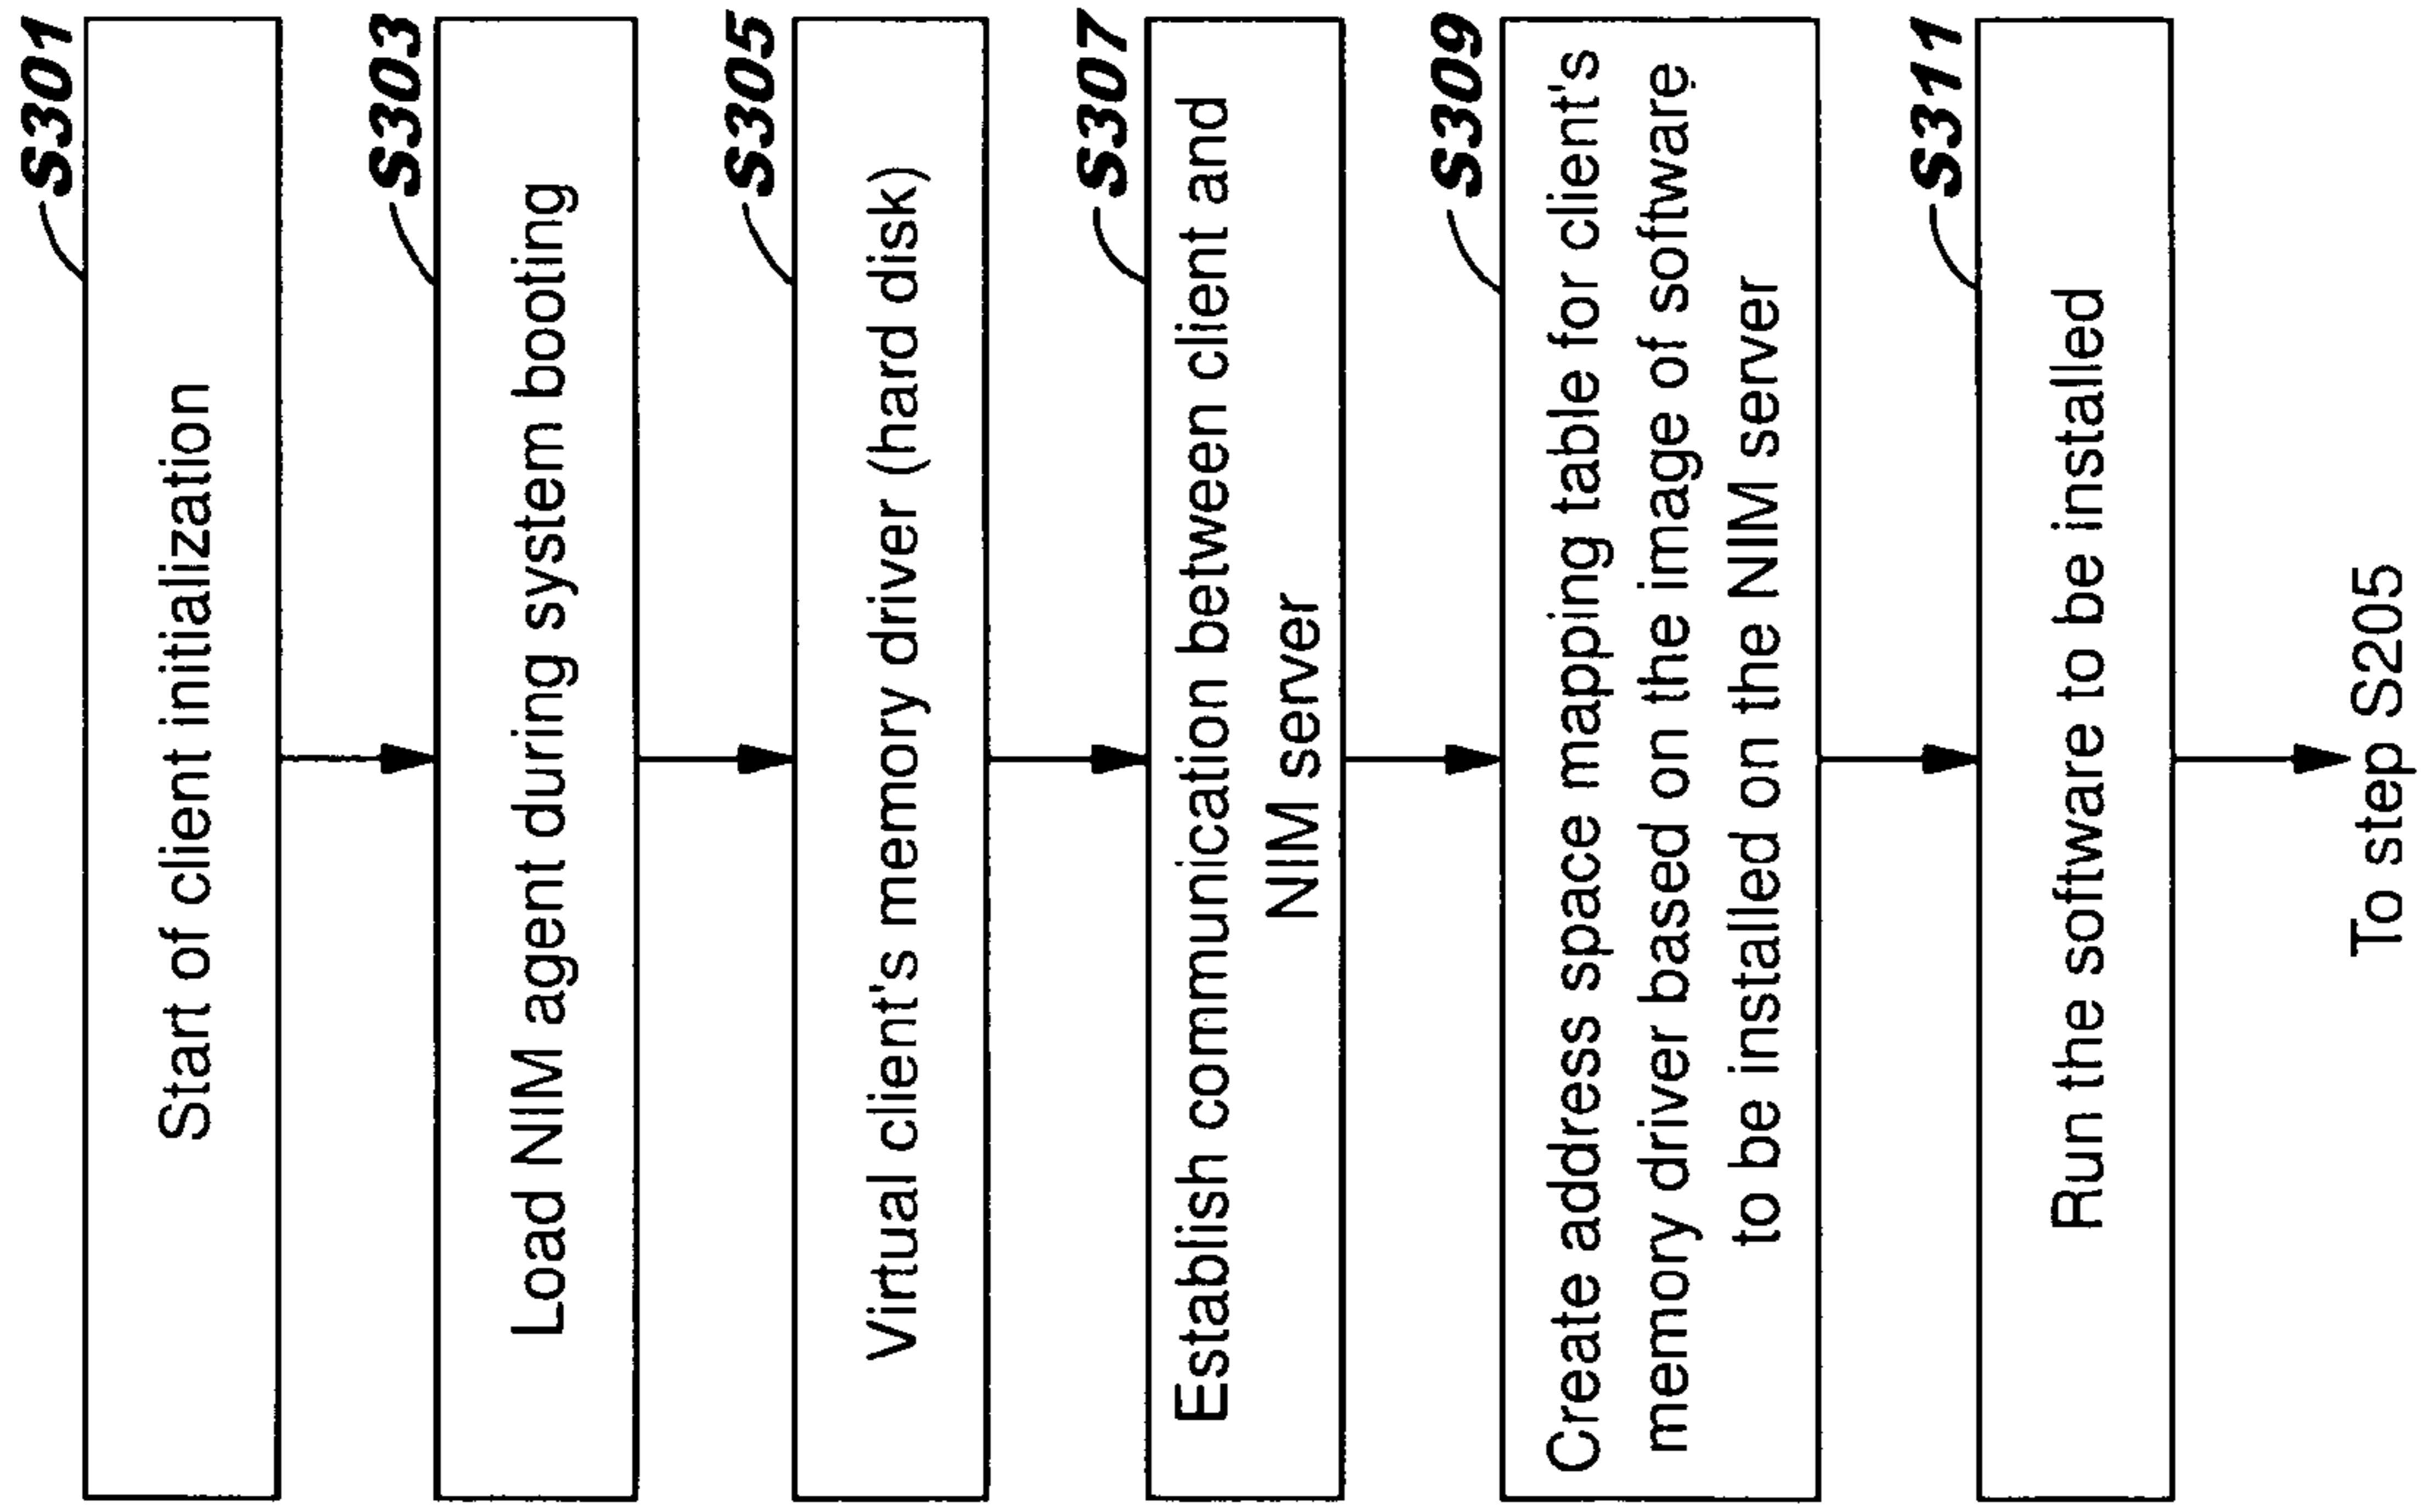 S301
Start of client initialization
S303
Load NIM agent during system booting
S305
Virtual client's memory driver (hard disk)
S307
Establish communication between client and
NIM server
S309
Create address space mapping table for client's
memory driver based on the image of software
to be installed on the NIM server
S311
Run the software to be installed
To step S205